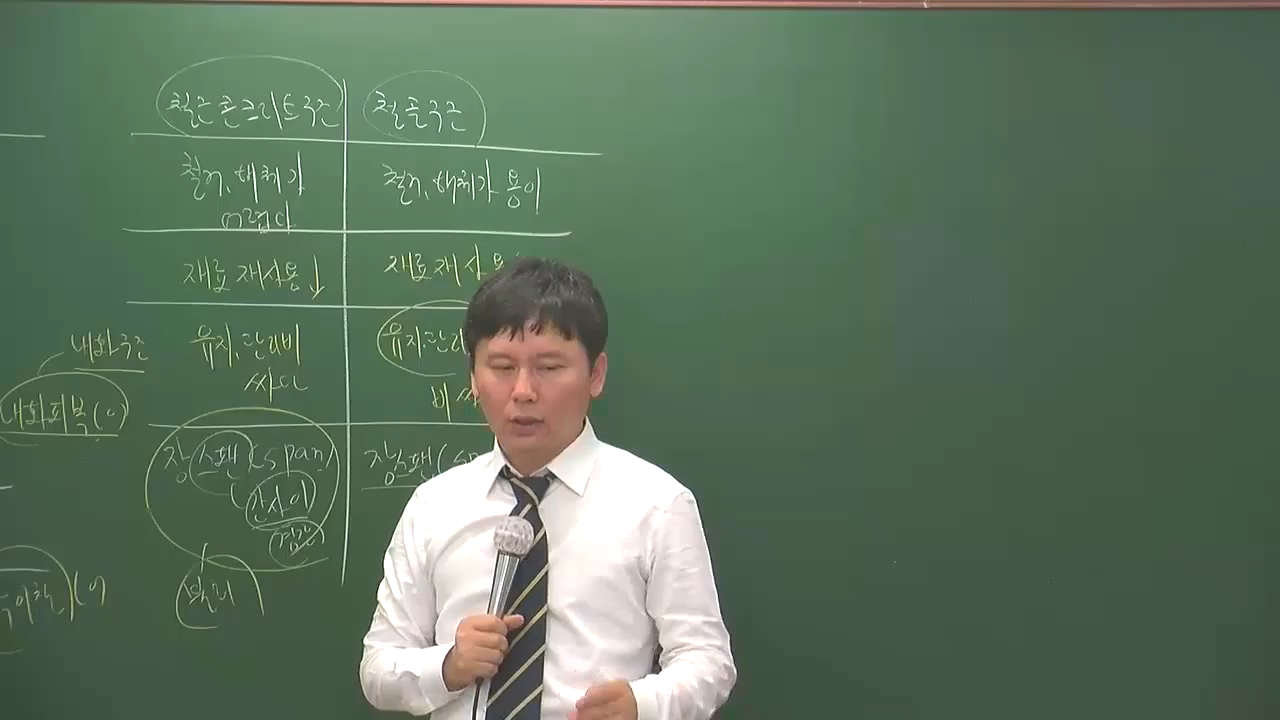 철근콘크리트구조
철골구조
철거, 해체가
어렵다
철거, 해체가 용이
재료 재사용↓
재료 재사용
내화구조
유지, 관리비
싸다
유지, 관리
비싸
내화피복(
장스팬(span)
간사이
장스팬(sp
불리